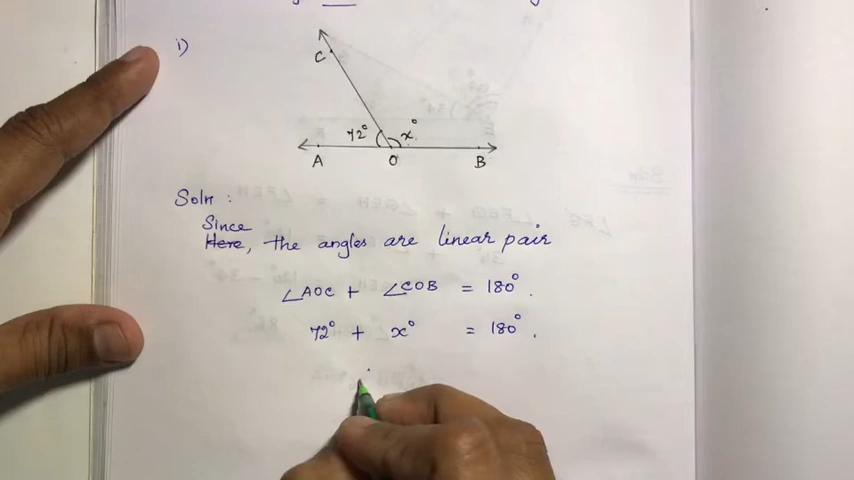 i)
C
72° x°
A O B
Soln :
Since
Here, the angles are linear pair
∠AOC + ∠COB = 180°.
72° + x° = 180°.